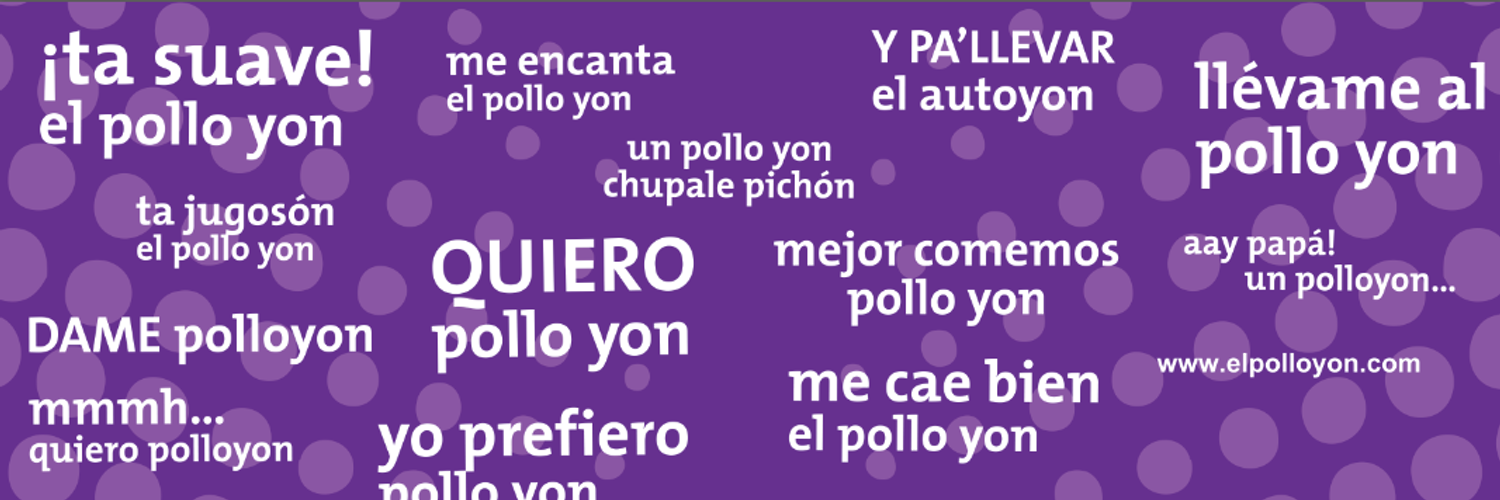 ¡ta suave!
el pollo yon
me encanta
el pollo yon
Y PA'LLEVAR
el autoyon
llévame al
pollo yon
un pollo yon
chupale pichón
ta jugosón
el pollo yon
QUIERO
pollo yon
mejor comemos
pollo yon
aay papá!
un polloyon...
DAME polloyon
www.elpolloyon.com
mmmh...
quiero polloyon
yo prefiero
pollo yon
me cae bien
el pollo yon